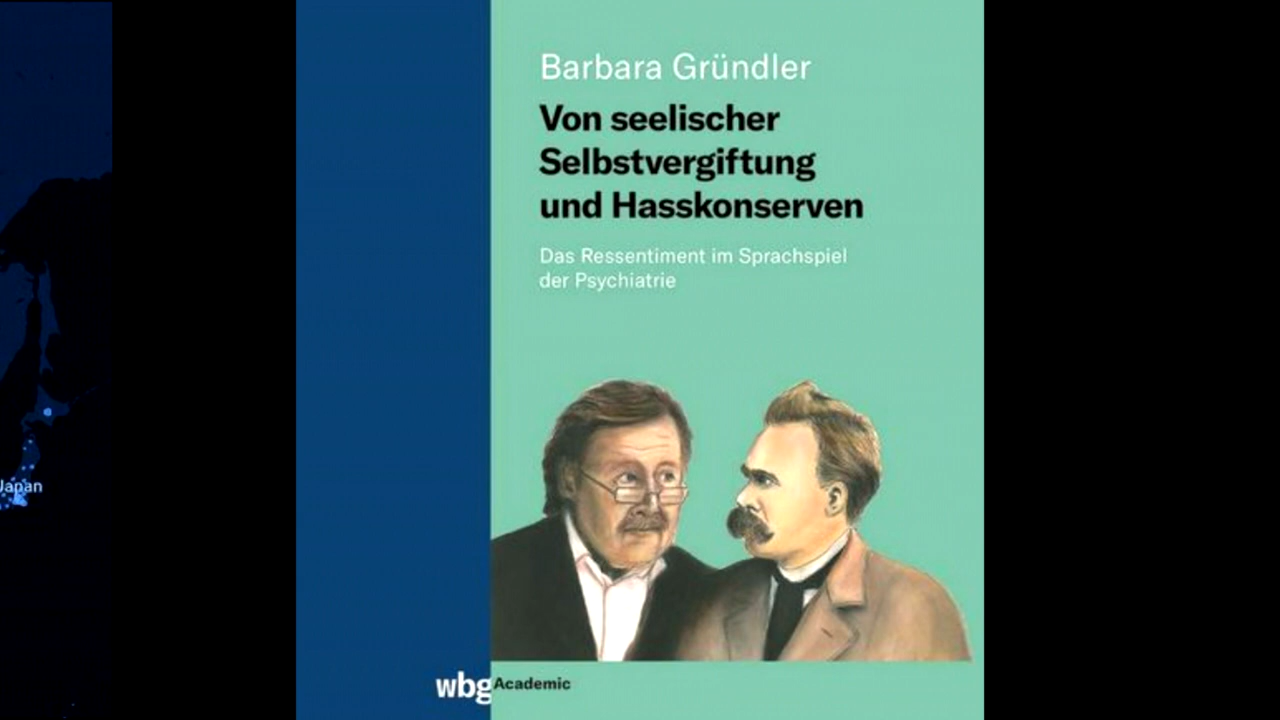 Barbara Gründler
Von seelischer
Selbstvergiftung
und Hasskonserven
Das Ressentiment im Sprachspiel
der Psychiatrie
Japan
wbg Academic